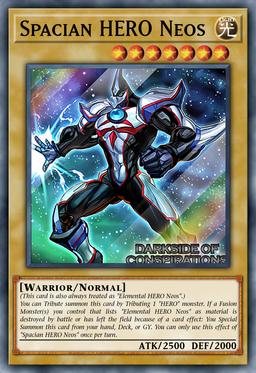 Spacian HERO Neos
LIGHT
光
DARKSIDE OF
CONSPIRATIONS
[Warrior/Normal]
(This card is also always treated as "Elemental HERO Neos".)
You can Tribute Summon this card by Tributing 1 "HERO" monster. If a Fusion
Monster(s) you control that lists "Elemental HERO Neos" as material is
destroyed by battle or has left the field because of a card effect: You Special
Summon this card from your Hand, Deck, or GY. You can only use this effect of
"Spacian HERO Neos" once per turn.
ATK/2500 DEF/2000